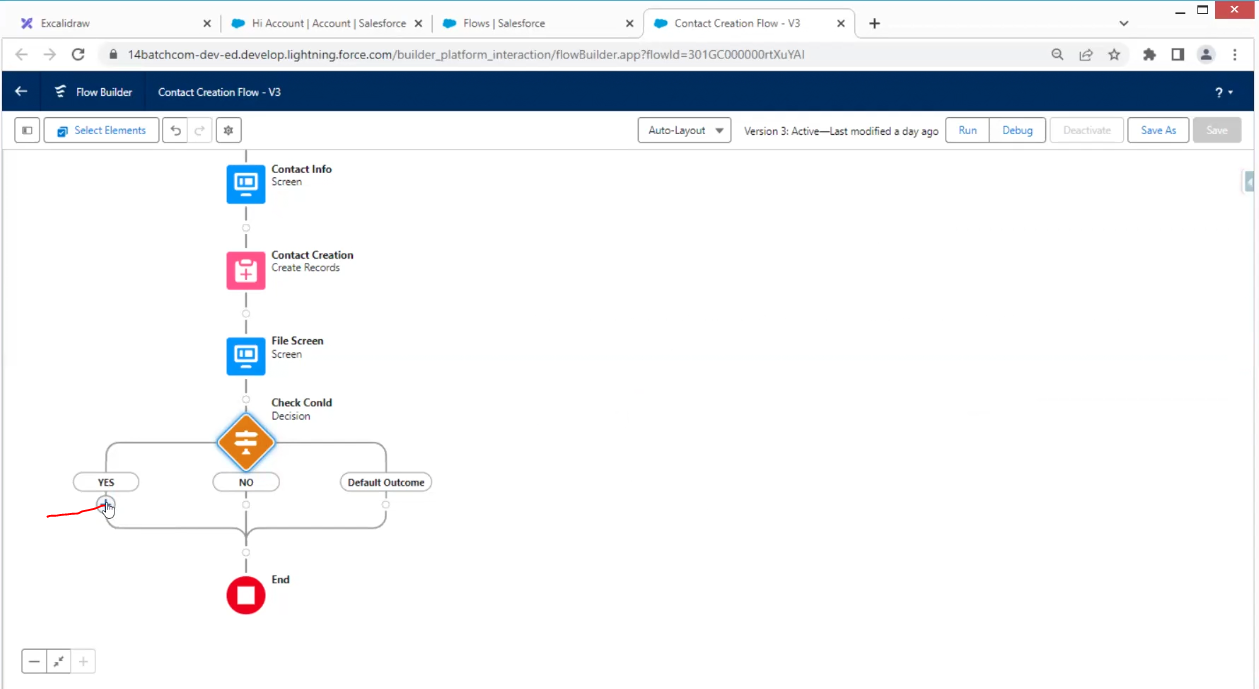 Excalidraw
Hi Account | Account | Salesforce
Flows | Salesforce
Contact Creation Flow - V3
14batchcom-dev-ed.develop.lightning.force.com/builder_platform_interaction/flowBuilder.app?flowId=301GC000000rtXuYAI
Flow Builder
Contact Creation Flow - V3
?
Select Elements
Auto-Layout
Version 3: Active—Last modified a day ago
Run
Debug
Deactivate
Save As
Save
Contact Info
Screen
Contact Creation
Create Records
File Screen
Screen
Check ConId
Decision
YES
NO
Default Outcome
End